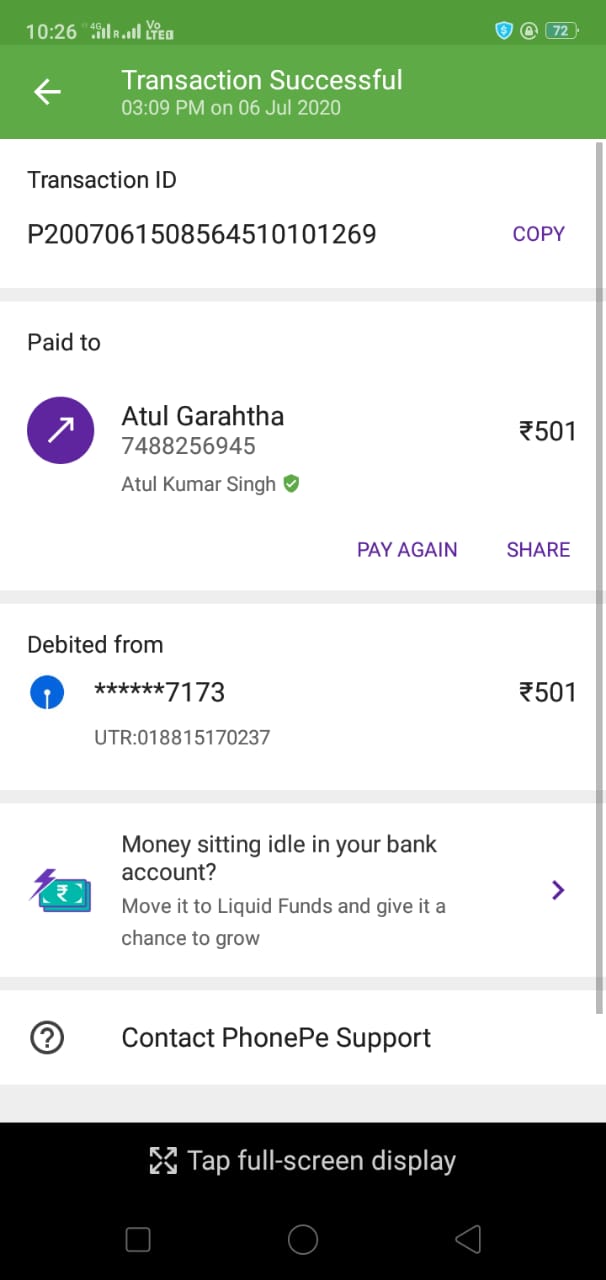 10:26 4G R Vo LTE 72
Transaction Successful
03:09 PM on 06 Jul 2020
Transaction ID
P2007061508564510101269 COPY
Paid to
Atul Garahtha
7488256945
₹501
Atul Kumar Singh
PAY AGAIN SHARE
Debited from
******7173 ₹501
UTR:018815170237
Money sitting idle in your bank
account?
Move it to Liquid Funds and give it a
chance to grow
Contact PhonePe Support
Tap full-screen display